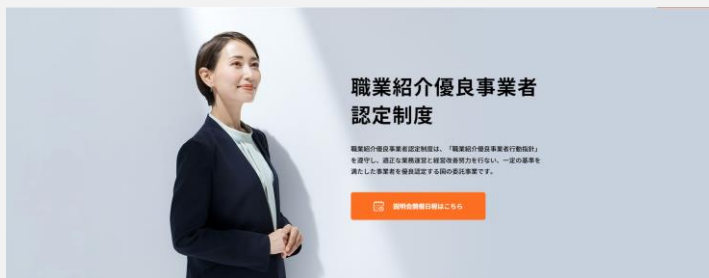 職業紹介優良事業者
認定制度
職業紹介優良事業者認定制度は、「職業紹介優良事業者行動指針」
を遵守し、適正な業務運営と経営改善努力を行ない、一定の基準を
満たした事業者を優良認定する国の委託事業です。
説明会開催日程はこちら